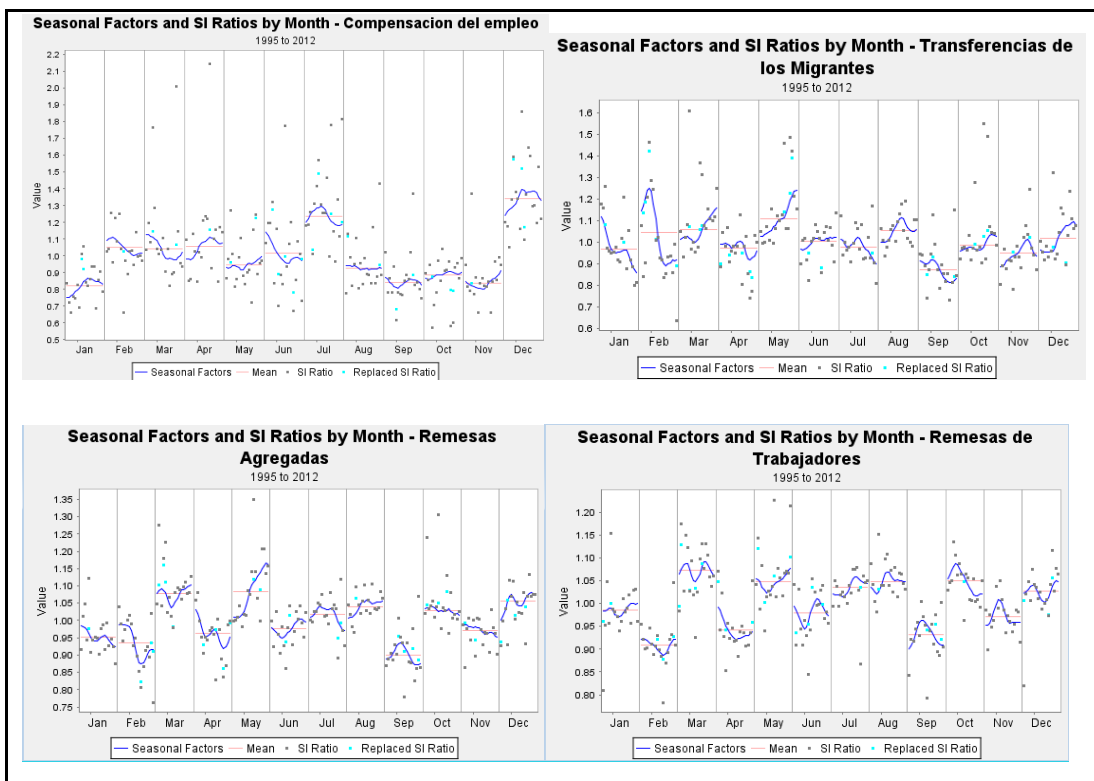 Seasonal Factors and SI Ratios by Month - Compensacion del empleo
1995 to 2012
2.2
2.1
2.0
1.9
1.8
1.7
1.6
1.5
1.4
1.3
1.2
1.1
1.0
0.9
0.8
0.7
0.6
0.5
Value
Jan Feb Mar Apr May Jun Jul Aug Sep Oct Nov Dec
Seasonal Factors Mean SI Ratio Replaced SI Ratio
Seasonal Factors and SI Ratios by Month - Transferencias de
los Migrantes
1995 to 2012
1.6
1.5
1.4
1.3
1.2
1.1
1.0
0.9
0.8
0.7
0.6
Value
Jan Feb Mar Apr May Jun Jul Aug Sep Oct Nov Dec
Seasonal Factors Mean SI Ratio Replaced SI Ratio
Seasonal Factors and SI Ratios by Month - Remesas
Agregadas
1995 to 2012
1.35
1.30
1.25
1.20
1.15
1.10
1.05
1.00
0.95
0.90
0.85
0.80
0.75
Value
Jan Feb Mar Apr May Jun Jul Aug Sep Oct Nov Dec
Seasonal Factors Mean SI Ratio Replaced SI Ratio
Seasonal Factors and SI Ratios by Month - Remesas de
Trabajadores
1995 to 2012
1.20
1.15
1.10
1.05
1.00
0.95
0.90
0.85
0.80
Value
Jan Feb Mar Apr May Jun Jul Aug Sep Oct Nov Dec
Seasonal Factors Mean SI Ratio Replaced SI Ratio